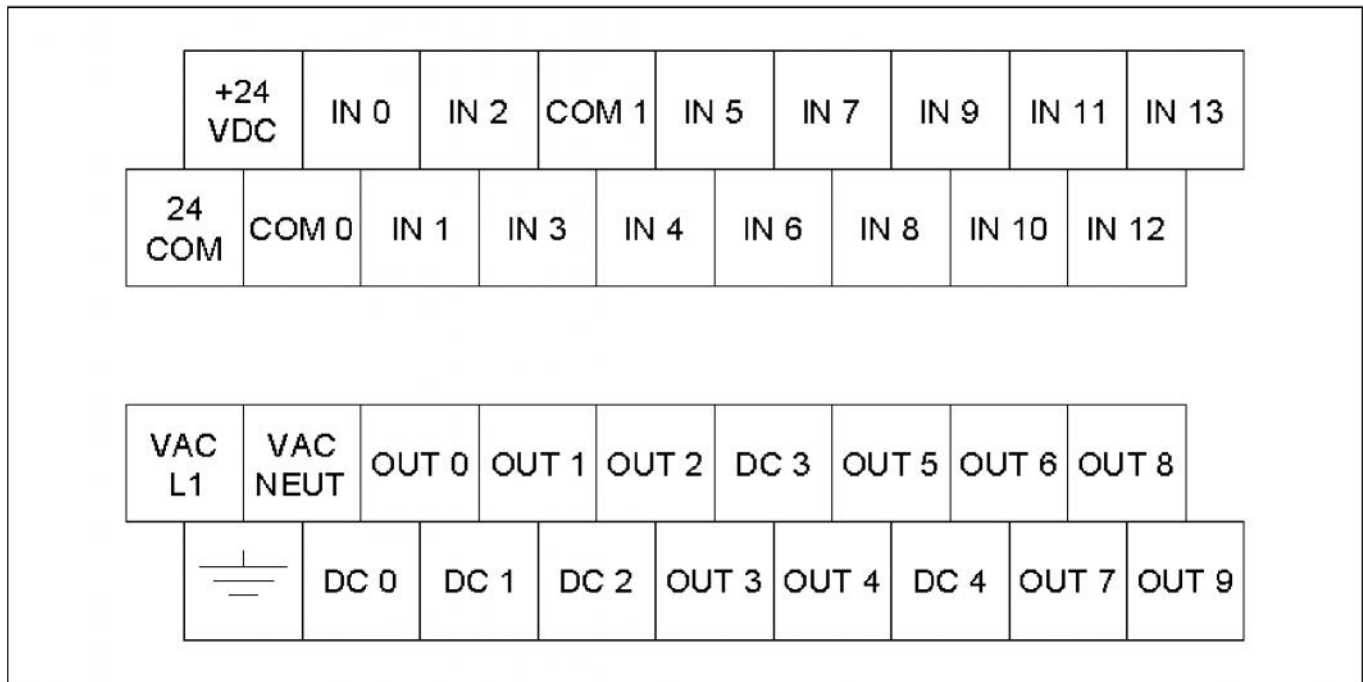 +24 VDC IN 0 IN 2 COM 1 IN 5 IN 7 IN 9 IN 11 IN 13
24 COM COM 0 IN 1 IN 3 IN 4 IN 6 IN 8 IN 10 IN 12
VAC L1 VAC NEUT OUT 0 OUT 1 OUT 2 DC 3 OUT 5 OUT 6 OUT 8
DC 0 DC 1 DC 2 OUT 3 OUT 4 DC 4 OUT 7 OUT 9